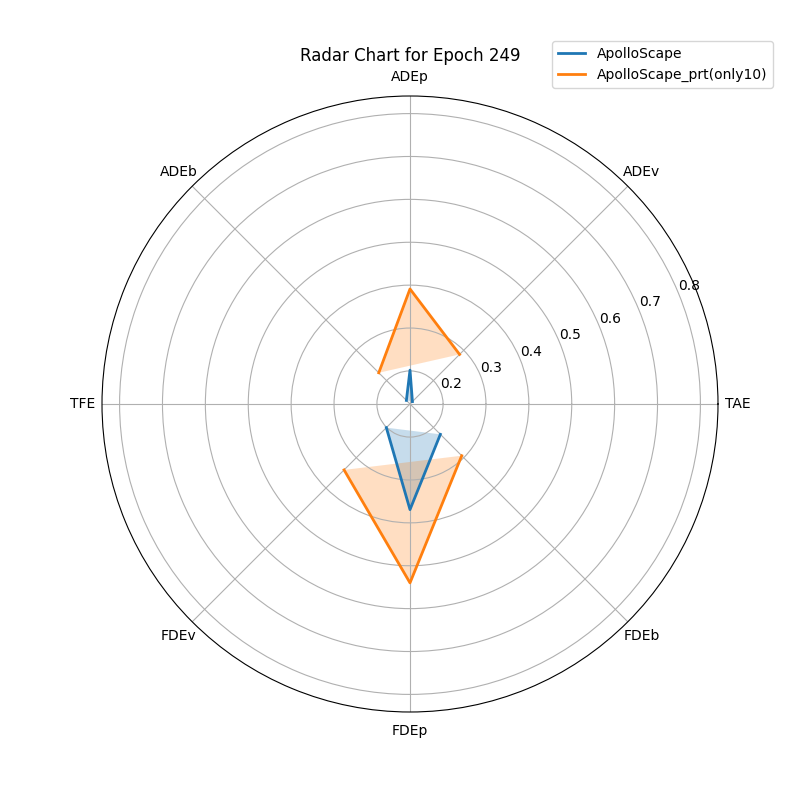 Radar Chart for Epoch 249
ApolloScape
ApolloScape_prt(only10)
ADEp
ADEb
ADEv
0.8
0.7
0.6
0.5
0.4
0.3
0.2
TFE
TAE
FDEv
FDEb
FDEp